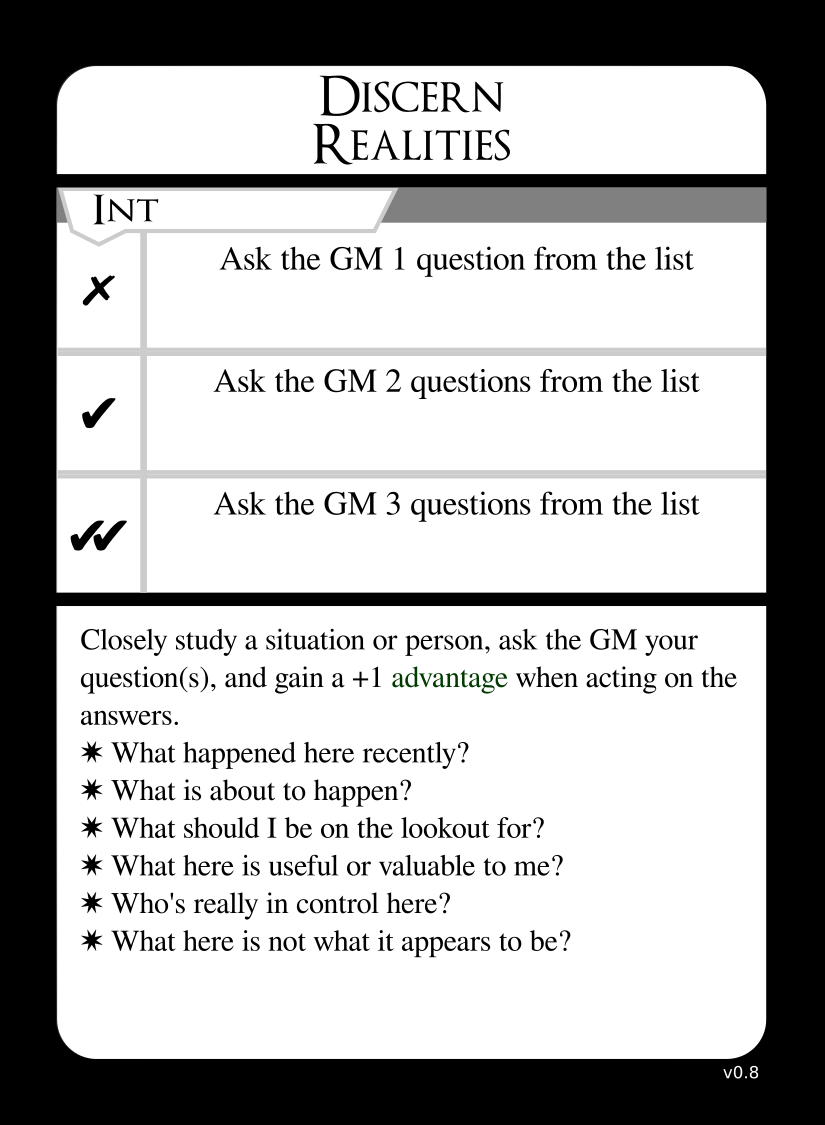 Discern
Realities
Int
✗ Ask the GM 1 question from the list
✔ Ask the GM 2 questions from the list
✔✔ Ask the GM 3 questions from the list
Closely study a situation or person, ask the GM your
question(s), and gain a +1 advantage when acting on the
answers.
✷ What happened here recently?
✷ What is about to happen?
✷ What should I be on the lookout for?
✷ What here is useful or valuable to me?
✷ Who's really in control here?
✷ What here is not what it appears to be?
v0.8